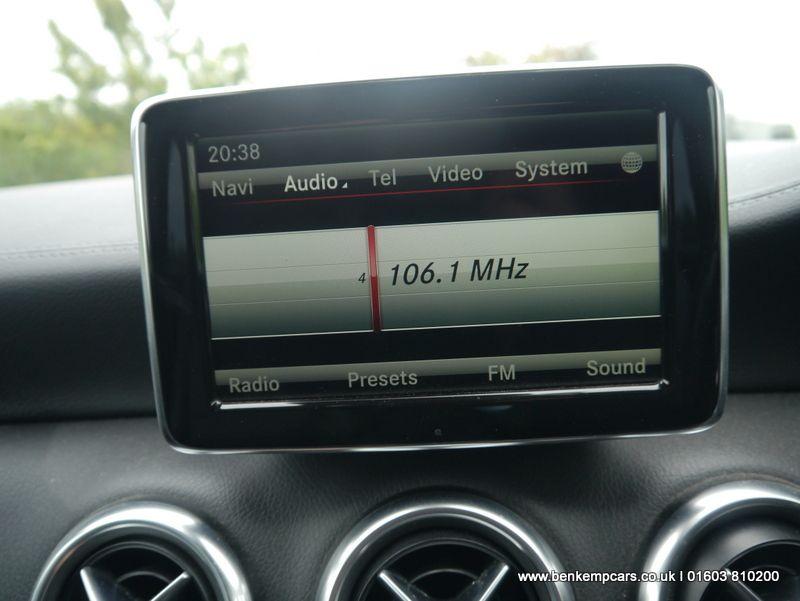 20:38
Navi Audio Tel Video System
4 106.1 MHz
Radio Presets FM Sound
www.benkempcars.co.uk | 01603 810200